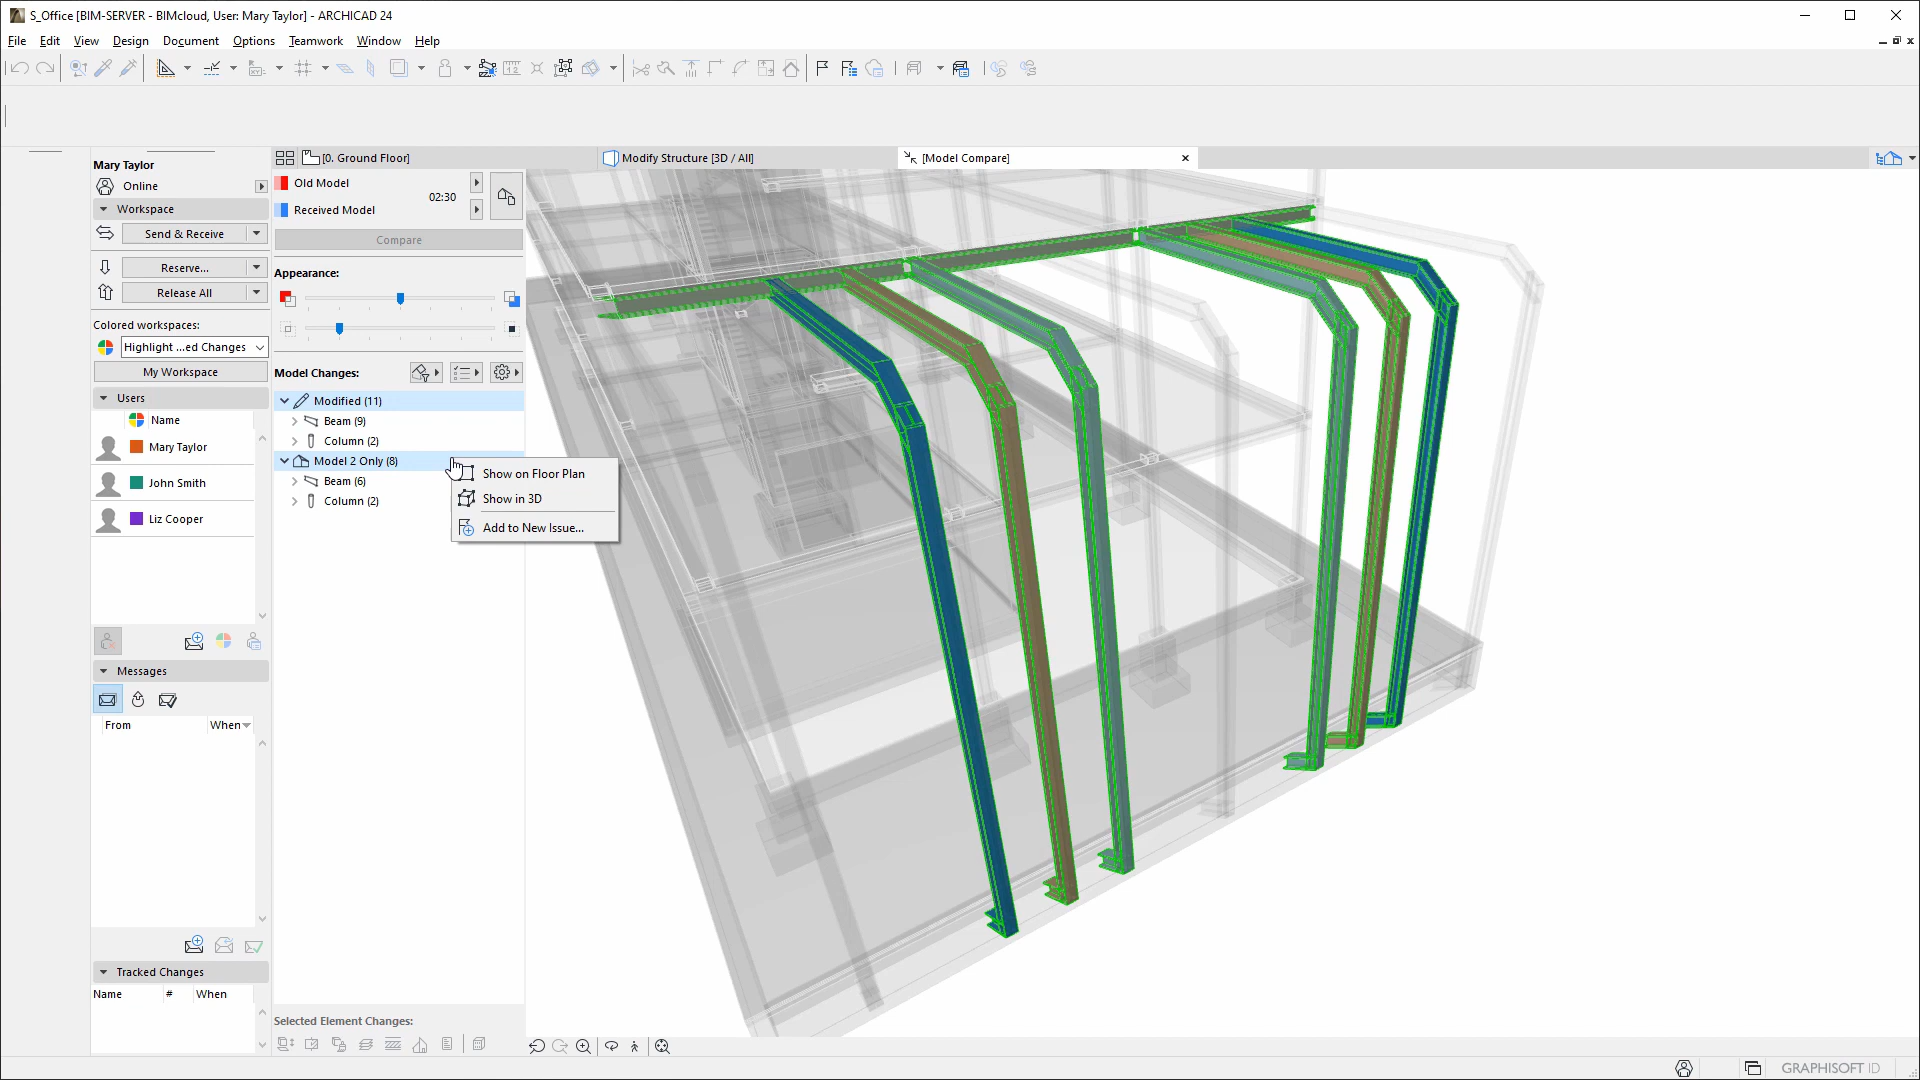 S_Office [BIM-SERVER - BIMcloud, User: Mary Taylor] - ARCHICAD 24
File Edit View Design Document Options Teamwork Window Help
[0. Ground Floor] Modify Structure [3D / All] [Model Compare]
Mary Taylor
Online
Workspace
Send & Receive
Reserve...
Release All
Colored workspaces:
Highlight ...ed Changes
My Workspace
Users
Name
Mary Taylor
John Smith
Liz Cooper
Messages
From When
Tracked Changes
Name # When
Old Model
02:30
Received Model
Compare
Appearance:
Model Changes:
Modified (11)
Beam (9)
Column (2)
Model 2 Only (8)
Beam (6)
Column (2)
Show on Floor Plan
Show in 3D
Add to New Issue...
Selected Element Changes:
GRAPHISOFT ID